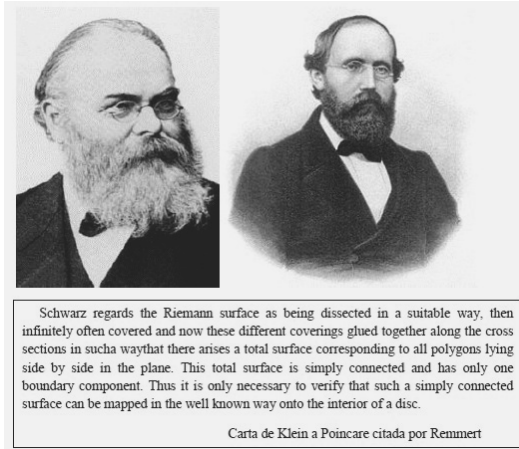 Schwarz regards the Riemann surface as being dissected in a suitable way, then
infinitely often covered and now these different coverings glued together along the cross
sections in sucha waythat there arises a total surface corresponding to all polygons lying
side by side in the plane. This total surface is simply connected and has only one
boundary component. Thus it is only necessary to verify that such a simply connected
surface can be mapped in the well known way onto the interior of a disc.
Carta de Klein a Poincare citada por Remmert